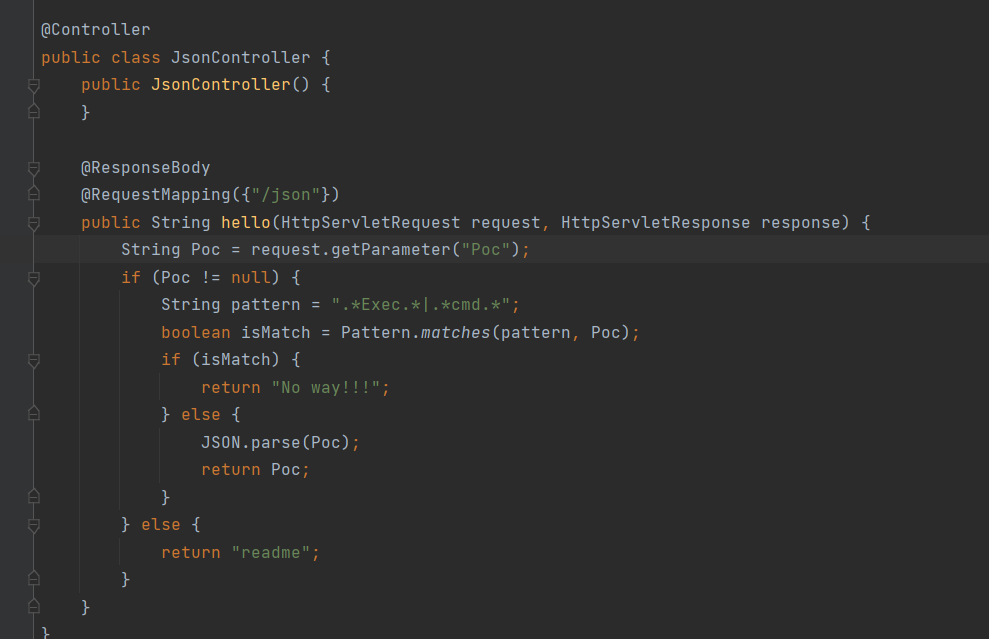 @Controller
public class JsonController {
    public JsonController() {
    }

    @ResponseBody
    @RequestMapping({"/json"})
    public String hello(HttpServletRequest request, HttpServletResponse response) {
        String Poc = request.getParameter("Poc");
        if (Poc != null) {
            String pattern = ".*Exec.*|.*cmd.*";
            boolean isMatch = Pattern.matches(pattern, Poc);
            if (isMatch) {
                return "No way!!!";
            } else {
                JSON.parse(Poc);
                return Poc;
            }
        } else {
            return "readme";
        }
    }
}